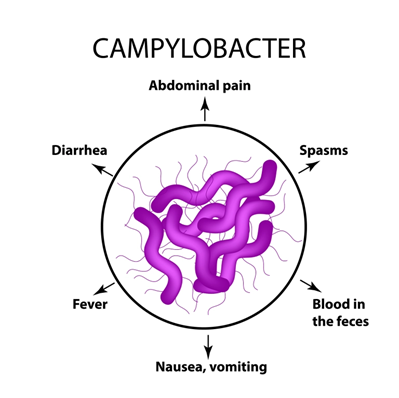 CAMPYLOBACTER
Abdominal pain
Diarrhea
Spasms
Fever
Blood in
the feces
Nausea, vomiting